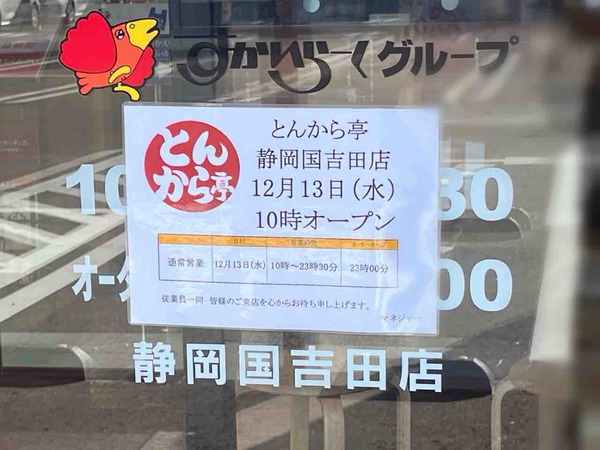 すかいらーくグループ
とんから亭
とんから亭
静岡国吉田店
12月13日(水)
10時オープン
通常営業 12月13日(水) 10時～23時30分 23時00分
従業員一同 皆様のご来店を心からお待ち申し上げます。
マネジャー
静岡国吉田店